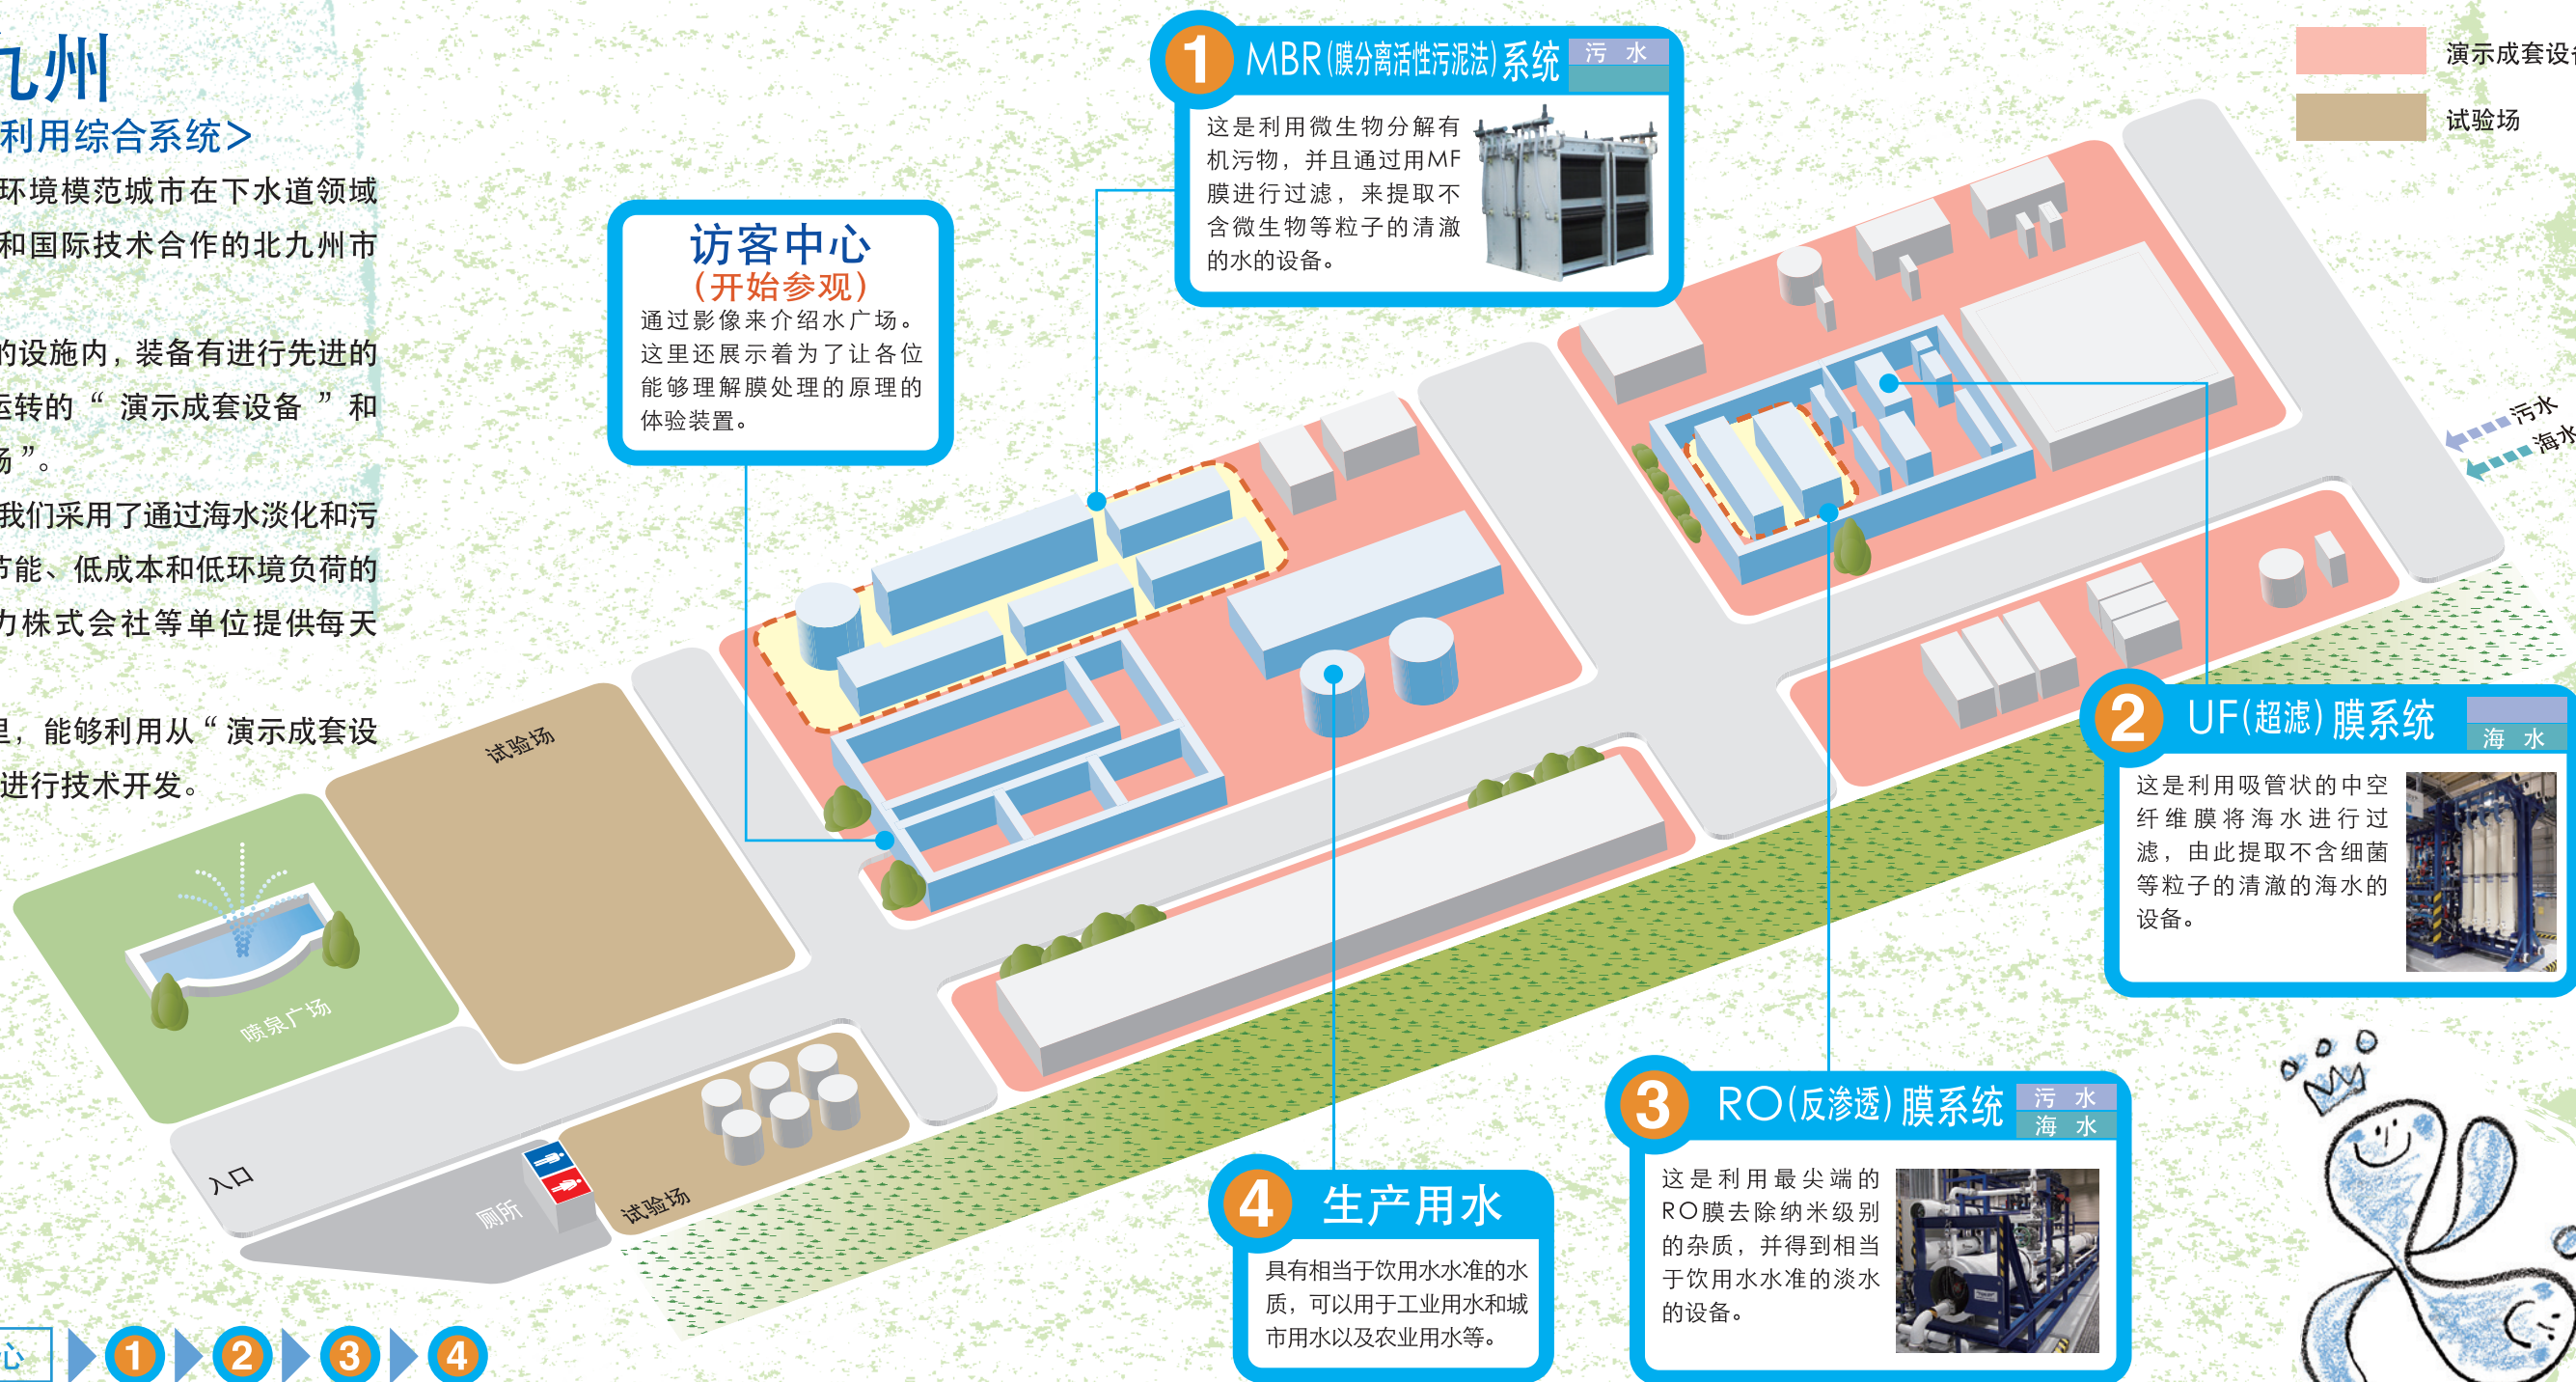 九州
利用综合系统>
环境模范城市在下水道领域
和国际技术合作的北九州市
的设施内，装备有进行先进的
运转的“ 演示成套设备 ”和
场”。
我们采用了通过海水淡化和污
节能、低成本和低环境负荷的
力株式会社等单位提供每天
里，能够利用从“演示成套设
进行技术开发。
访客中心
（开始参观）
通过影像来介绍水广场。
这里还展示着为了让各位
能够理解膜处理的原理的
体验装置。
1 MBR(膜分离活性污泥法)系统 污 水
这是利用微生物分解有
机污物，并且通过用MF
膜进行过滤，来提取不
含微生物等粒子的清澈
的水的设备。
演示成套设备
试验场
污水
海水
2 UF(超滤)膜系统
海 水
这是利用吸管状的中空
纤维膜将海水进行过
滤，由此提取不含细菌
等粒子的清澈的海水的
设备。
3 RO(反渗透)膜系统 污 水
海 水
这是利用最尖端的
RO膜去除纳米级别
的杂质，并得到相当
于饮用水水准的淡水
的设备。
4 生产用水
具有相当于饮用水水准的水
质，可以用于工业用水和城
市用水以及农业用水等。
试验场
喷泉广场
入口
厕所
试验场
心 1 2 3 4